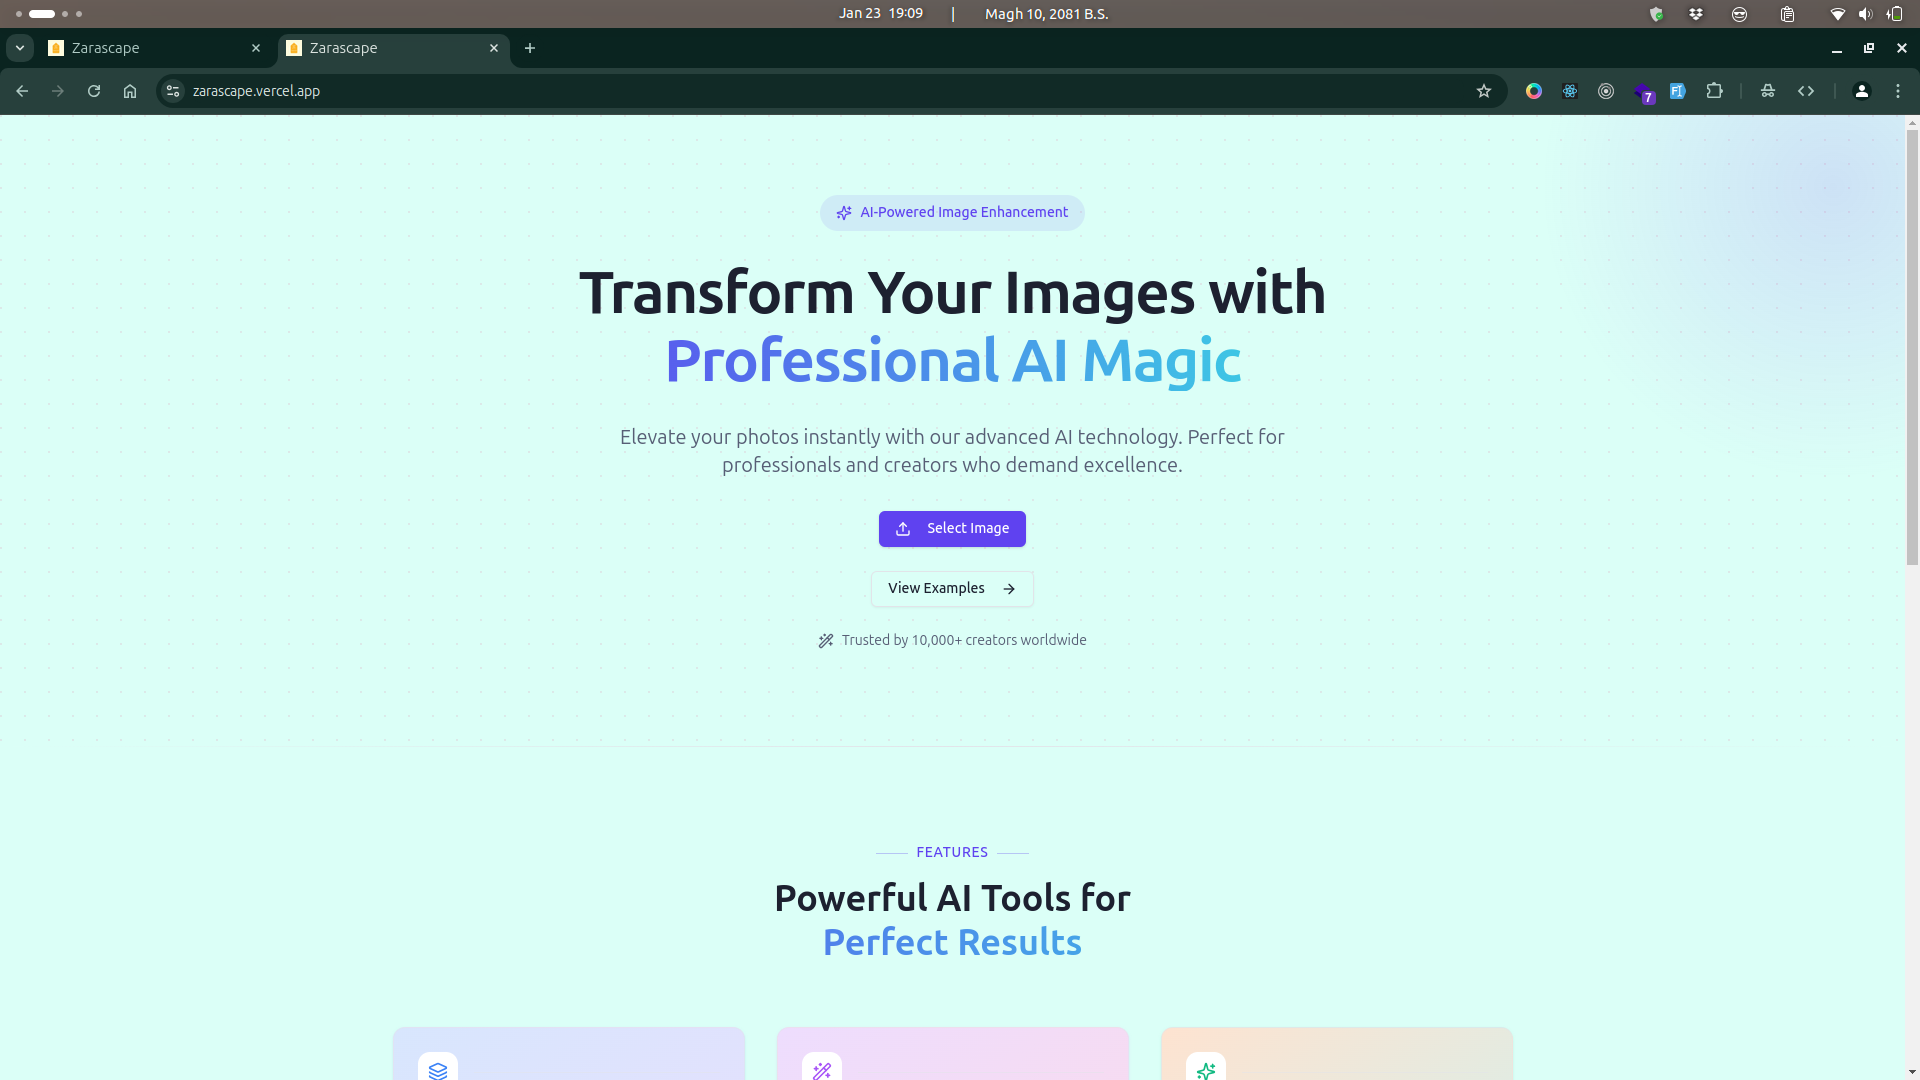 Jan 23 19:09 | Magh 10, 2081 B.S.
Zarascape
Zarascape
zarascape.vercel.app
7
AI-Powered Image Enhancement
Transform Your Images with
Professional AI Magic
Elevate your photos instantly with our advanced AI technology. Perfect for
professionals and creators who demand excellence.
Select Image
View Examples
Trusted by 10,000+ creators worldwide
FEATURES
Powerful AI Tools for
Perfect Results